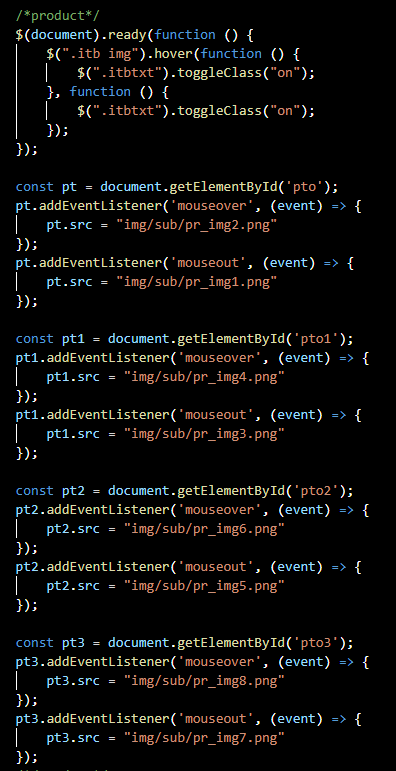 /*product*/
$(document).ready(function () {
    $(".itb img").hover(function () {
        $(".itbtxt").toggleClass("on");
    }, function () {
        $(".itbtxt").toggleClass("on");
    });
});

const pt = document.getElementById('pto');
pt.addEventListener('mouseover', (event) => {
    pt.src = "img/sub/pr_img2.png"
});
pt.addEventListener('mouseout', (event) => {
    pt.src = "img/sub/pr_img1.png"
});

const pt1 = document.getElementById('pto1');
pt1.addEventListener('mouseover', (event) => {
    pt1.src = "img/sub/pr_img4.png"
});
pt1.addEventListener('mouseout', (event) => {
    pt1.src = "img/sub/pr_img3.png"
});

const pt2 = document.getElementById('pto2');
pt2.addEventListener('mouseover', (event) => {
    pt2.src = "img/sub/pr_img6.png"
});
pt2.addEventListener('mouseout', (event) => {
    pt2.src = "img/sub/pr_img5.png"
});

const pt3 = document.getElementById('pto3');
pt3.addEventListener('mouseover', (event) => {
    pt3.src = "img/sub/pr_img8.png"
});
pt3.addEventListener('mouseout', (event) => {
    pt3.src = "img/sub/pr_img7.png"
});